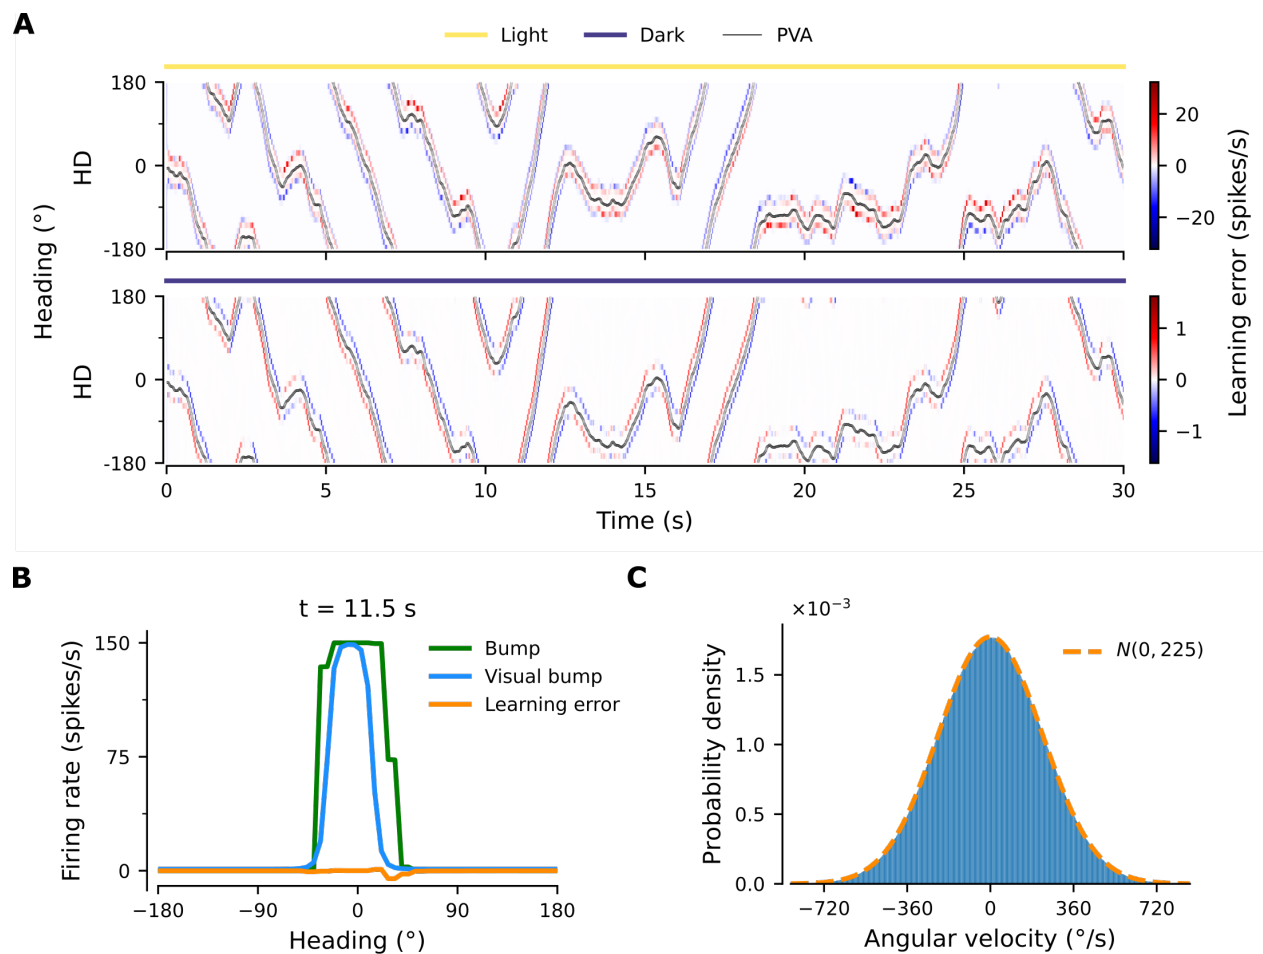 A
Light Dark PVA
180
0
-180
HD
180
0
-180
HD
Heading (°)
20
0
−20
1
0
−1
Learning error (spikes/s)
0 5 10 15 20 25 30
Time (s)
B
t = 11.5 s
150
75
0
Firing rate (spikes/s)
Bump
Visual bump
Learning error
−180 −90 0 90 180
Heading (°)
C
×10⁻³
1.5
1.0
0.5
0.0
Probability density
N(0, 225)
−720 −360 0 360 720
Angular velocity (°/s)